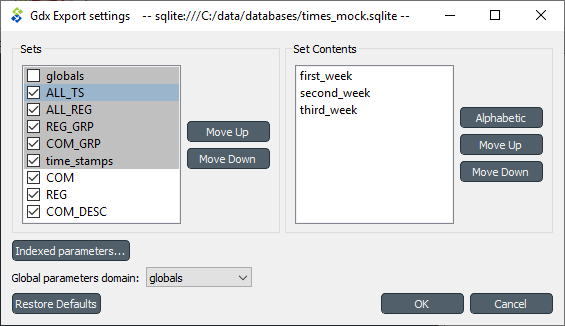 Gdx Export settings    -- sqlite:///C:/data/databases/times_mock.sqlite --
Sets
globals
ALL_TS
ALL_REG
REG_GRP
COM_GRP
time_stamps
COM
REG
COM_DESC
Move Up
Move Down
Set Contents
first_week
second_week
third_week
Alphabetic
Move Up
Move Down
Indexed parameters...
Global parameters domain: globals
Restore Defaults
OK
Cancel